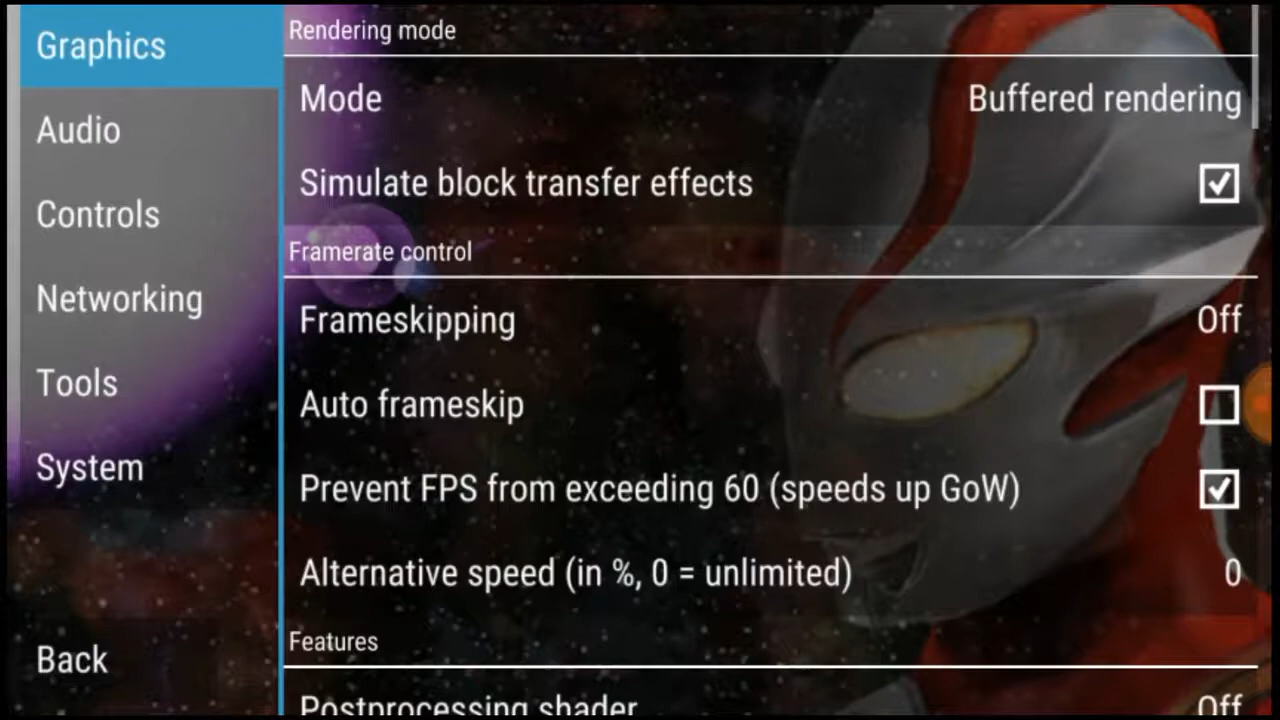 Graphics
Audio
Controls
Networking
Tools
System
Back
Rendering mode
Mode Buffered rendering
Simulate block transfer effects
Framerate control
Frameskipping Off
Auto frameskip
Prevent FPS from exceeding 60 (speeds up GoW)
Alternative speed (in %, 0 = unlimited) 0
Features
Postprocessing shader Off